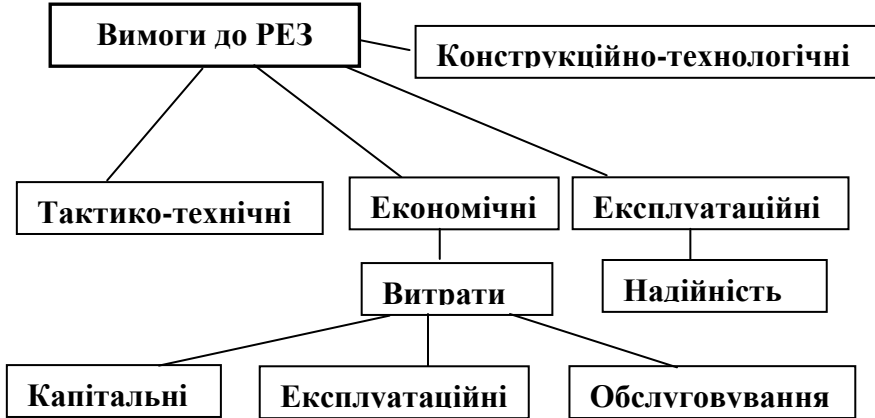 Вимоги до РЕЗ
Конструкційно-технологічні
Тактико-технічні
Економічні
Експлуатаційні
Витрати
Надійність
Капітальні
Експлуатаційні
Обслуговування